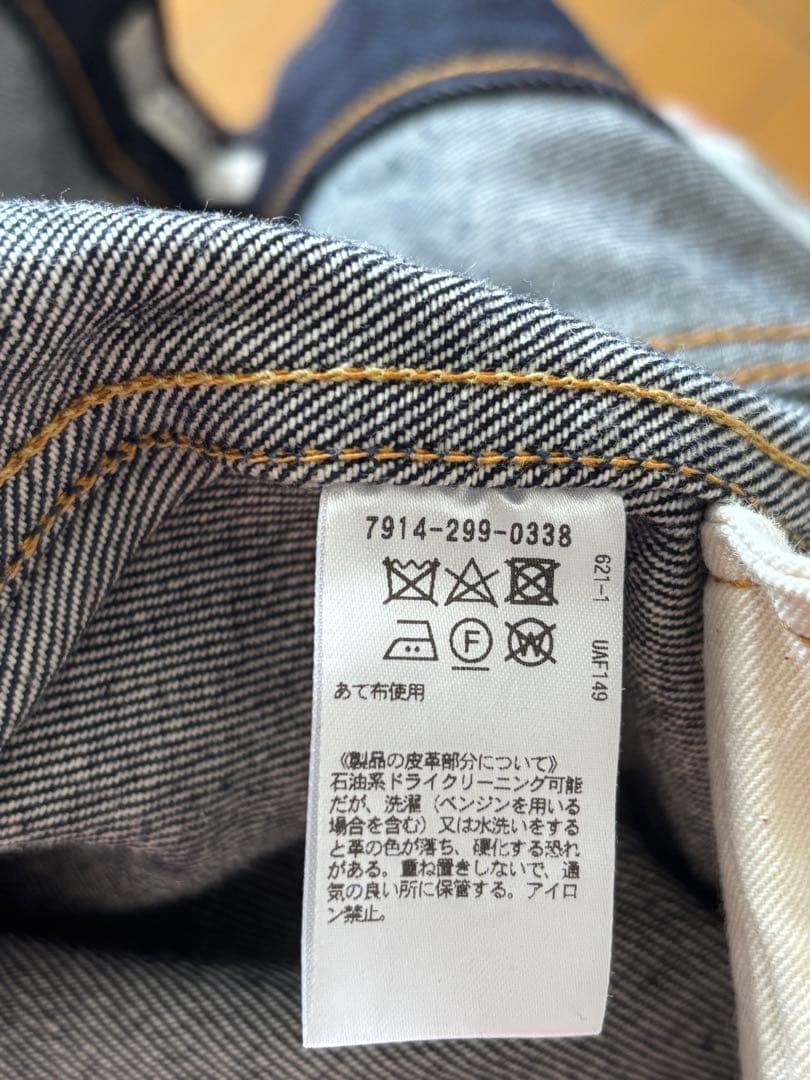 7914-299-0338
621-1 UAF149
F W
あて布使用
《製品の皮革部分について》
石油系ドライクリーニング可能
だが、洗濯（ベンジンを用いる
場合を含む）又は水洗いをする
と革の色が落ち、硬化する恐れ
がある。重ね置きしないで、通
気の良い所に保管する。アイロ
ン禁止。